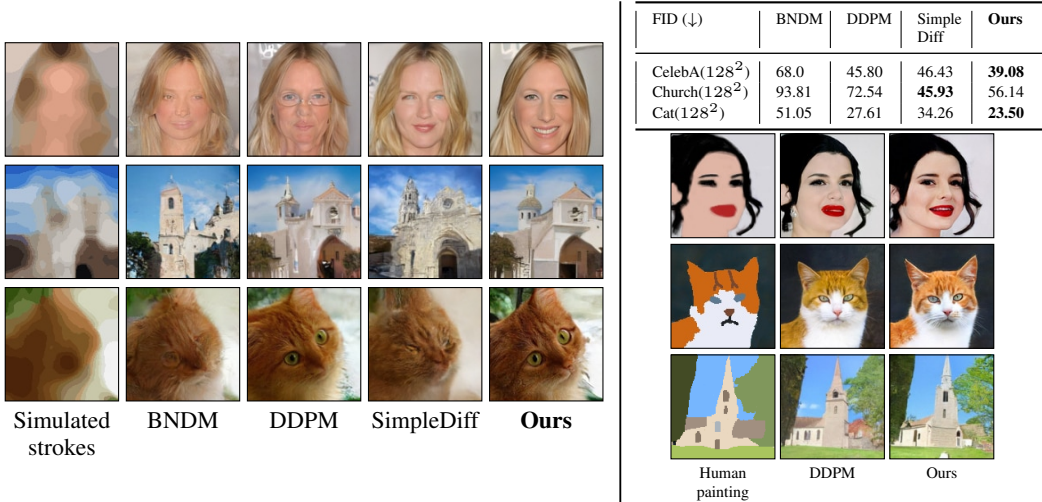 Simulated strokes
BNDM
DDPM
SimpleDiff
Ours
FID (↓) BNDM DDPM Simple Diff Ours
CelebA(128²) 68.0 45.80 46.43 39.08
Church(128²) 93.81 72.54 45.93 56.14
Cat(128²) 51.05 27.61 34.26 23.50
Human painting
DDPM
Ours